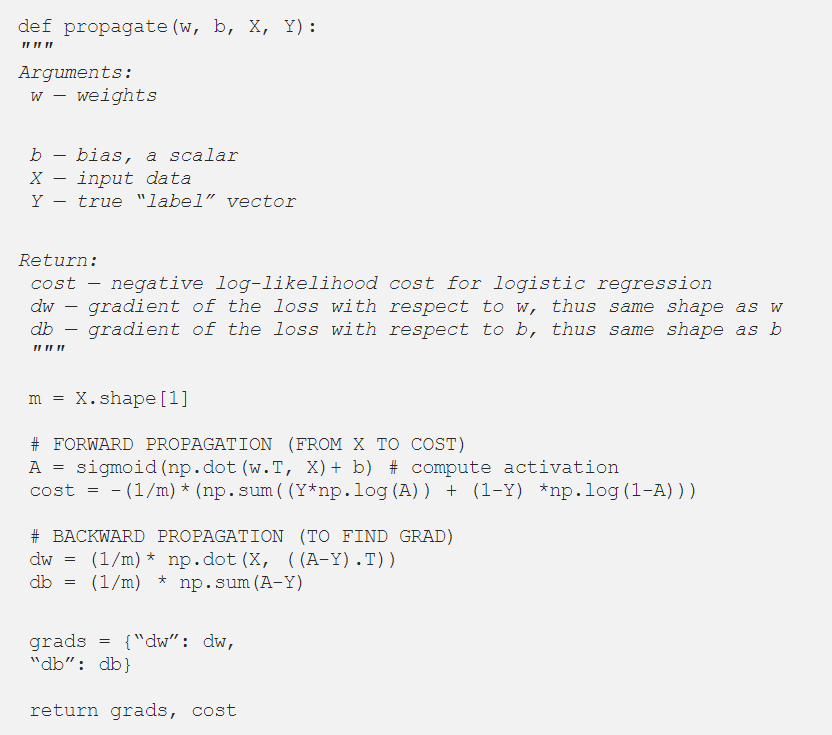 def propagate(w, b, X, Y):
"""
Arguments:
w — weights
b — bias, a scalar
X — input data
Y — true “label” vector
Return:
cost — negative log-likelihood cost for logistic regression
dw — gradient of the loss with respect to w, thus same shape as w
db — gradient of the loss with respect to b, thus same shape as b
"""
m = X.shape[1]
# FORWARD PROPAGATION (FROM X TO COST)
A = sigmoid(np.dot(w.T, X)+ b) # compute activation
cost = -(1/m)*(np.sum((Y*np.log(A)) + (1-Y) *np.log(1-A)))
# BACKWARD PROPAGATION (TO FIND GRAD)
dw = (1/m)* np.dot(X, ((A-Y).T))
db = (1/m) * np.sum(A-Y)
grads = {“dw”: dw,
“db”: db}
return grads, cost